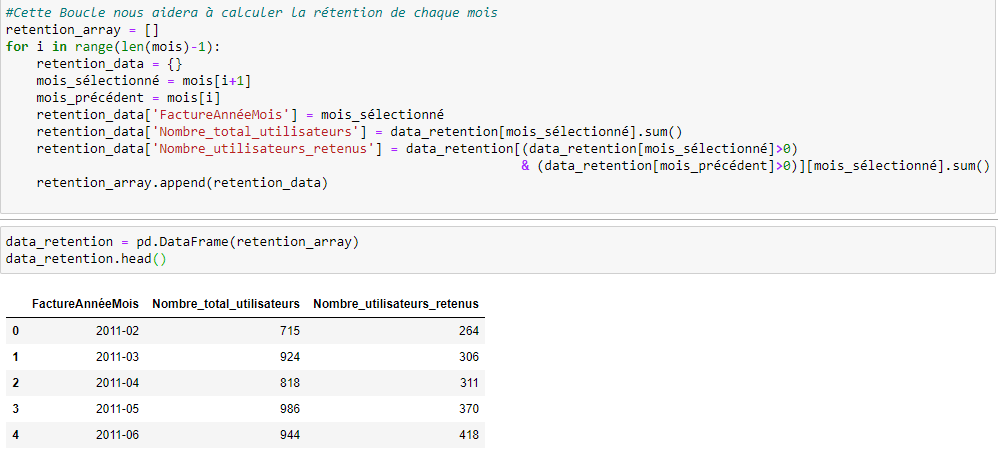 #Cette Boucle nous aidera à calculer la rétention de chaque mois
retention_array = []
for i in range(len(mois)-1):
    retention_data = {}
    mois_sélectionné = mois[i+1]
    mois_précédent = mois[i]
    retention_data['FactureAnnéeMois'] = mois_sélectionné
    retention_data['Nombre_total_utilisateurs'] = data_retention[mois_sélectionné].sum()
    retention_data['Nombre_utilisateurs_retenus'] = data_retention[(data_retention[mois_sélectionné]>0)
                                                                    & (data_retention[mois_précédent]>0)][mois_sélectionné].sum()
    retention_array.append(retention_data)
data_retention = pd.DataFrame(retention_array)
data_retention.head()
FactureAnnéeMois Nombre_total_utilisateurs Nombre_utilisateurs_retenus
0 2011-02 715 264
1 2011-03 924 306
2 2011-04 818 311
3 2011-05 986 370
4 2011-06 944 418